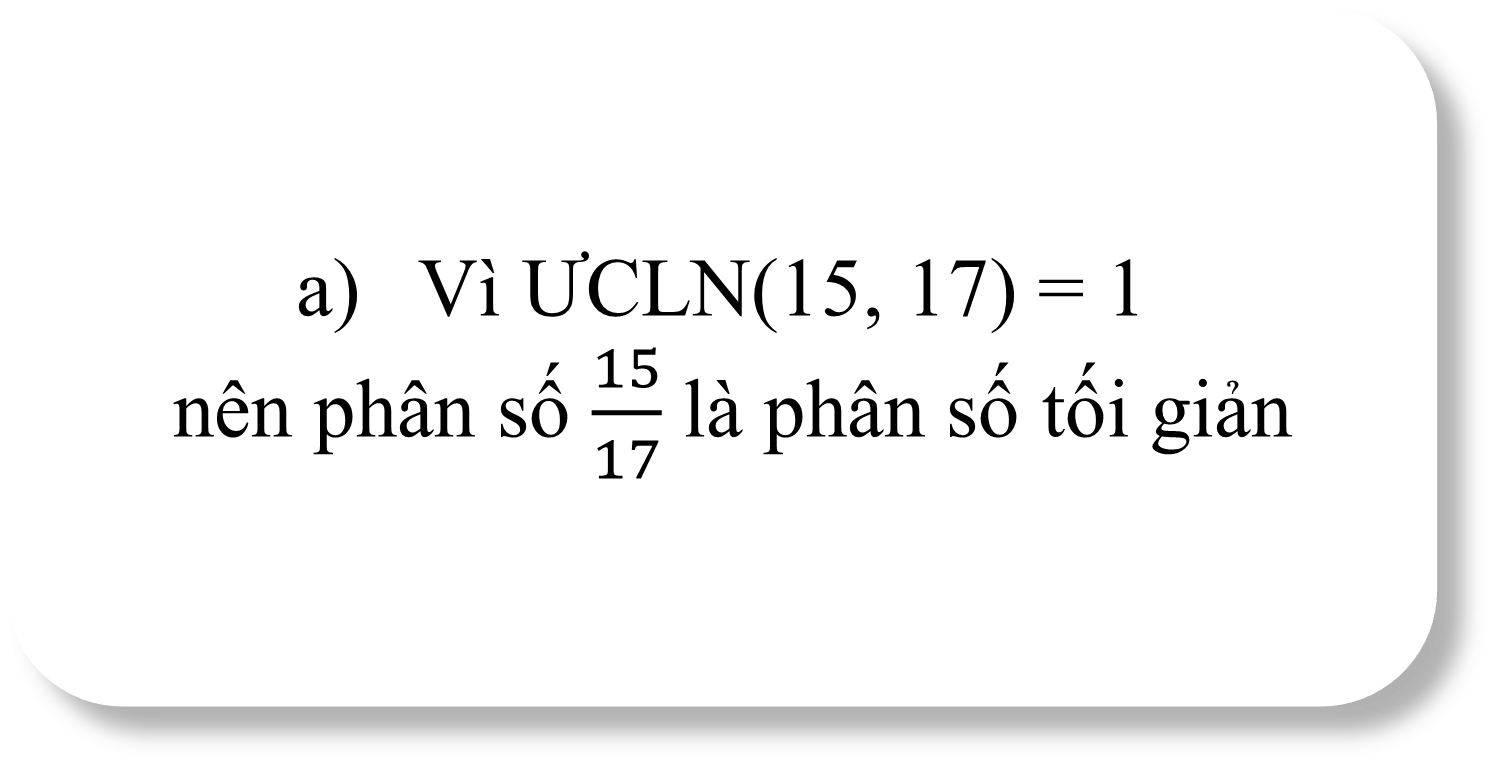 a) Vì ƯCLN(15, 17) = 1
nên phân số 15/17 là phân số tối giản